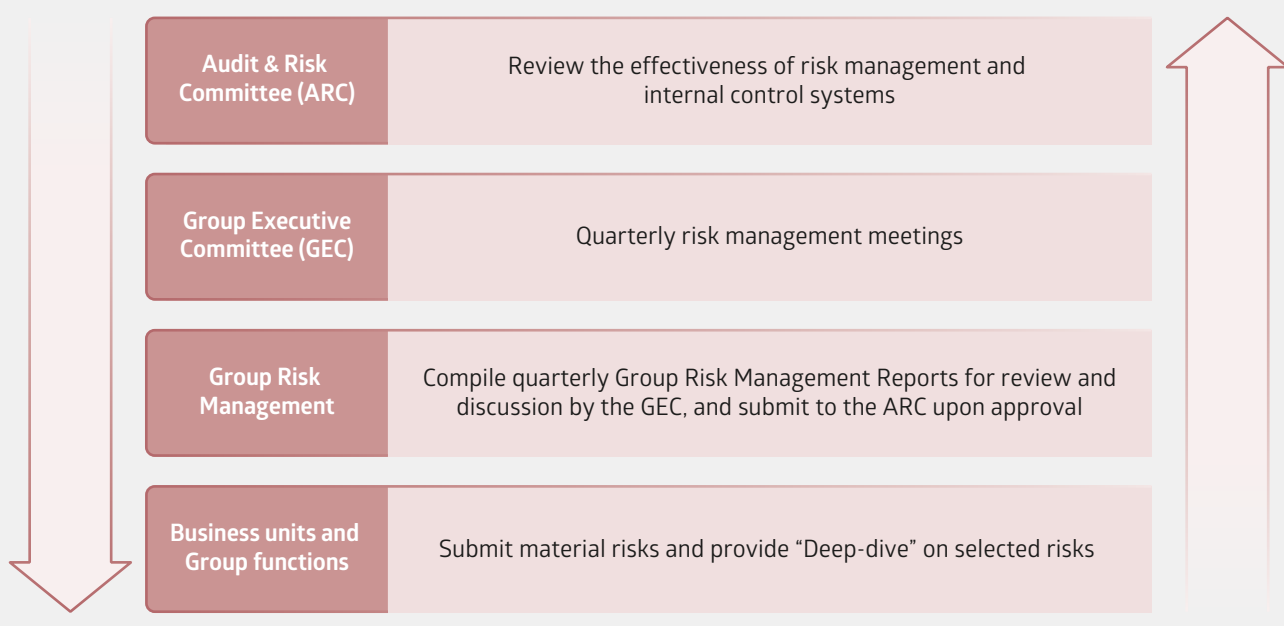 Audit & Risk
Committee (ARC)
Review the effectiveness of risk management and
internal control systems
Group Executive
Committee (GEC)
Quarterly risk management meetings
Group Risk
Management
Compile quarterly Group Risk Management Reports for review and
discussion by the GEC, and submit to the ARC upon approval
Business units and
Group functions
Submit material risks and provide “Deep-dive” on selected risks